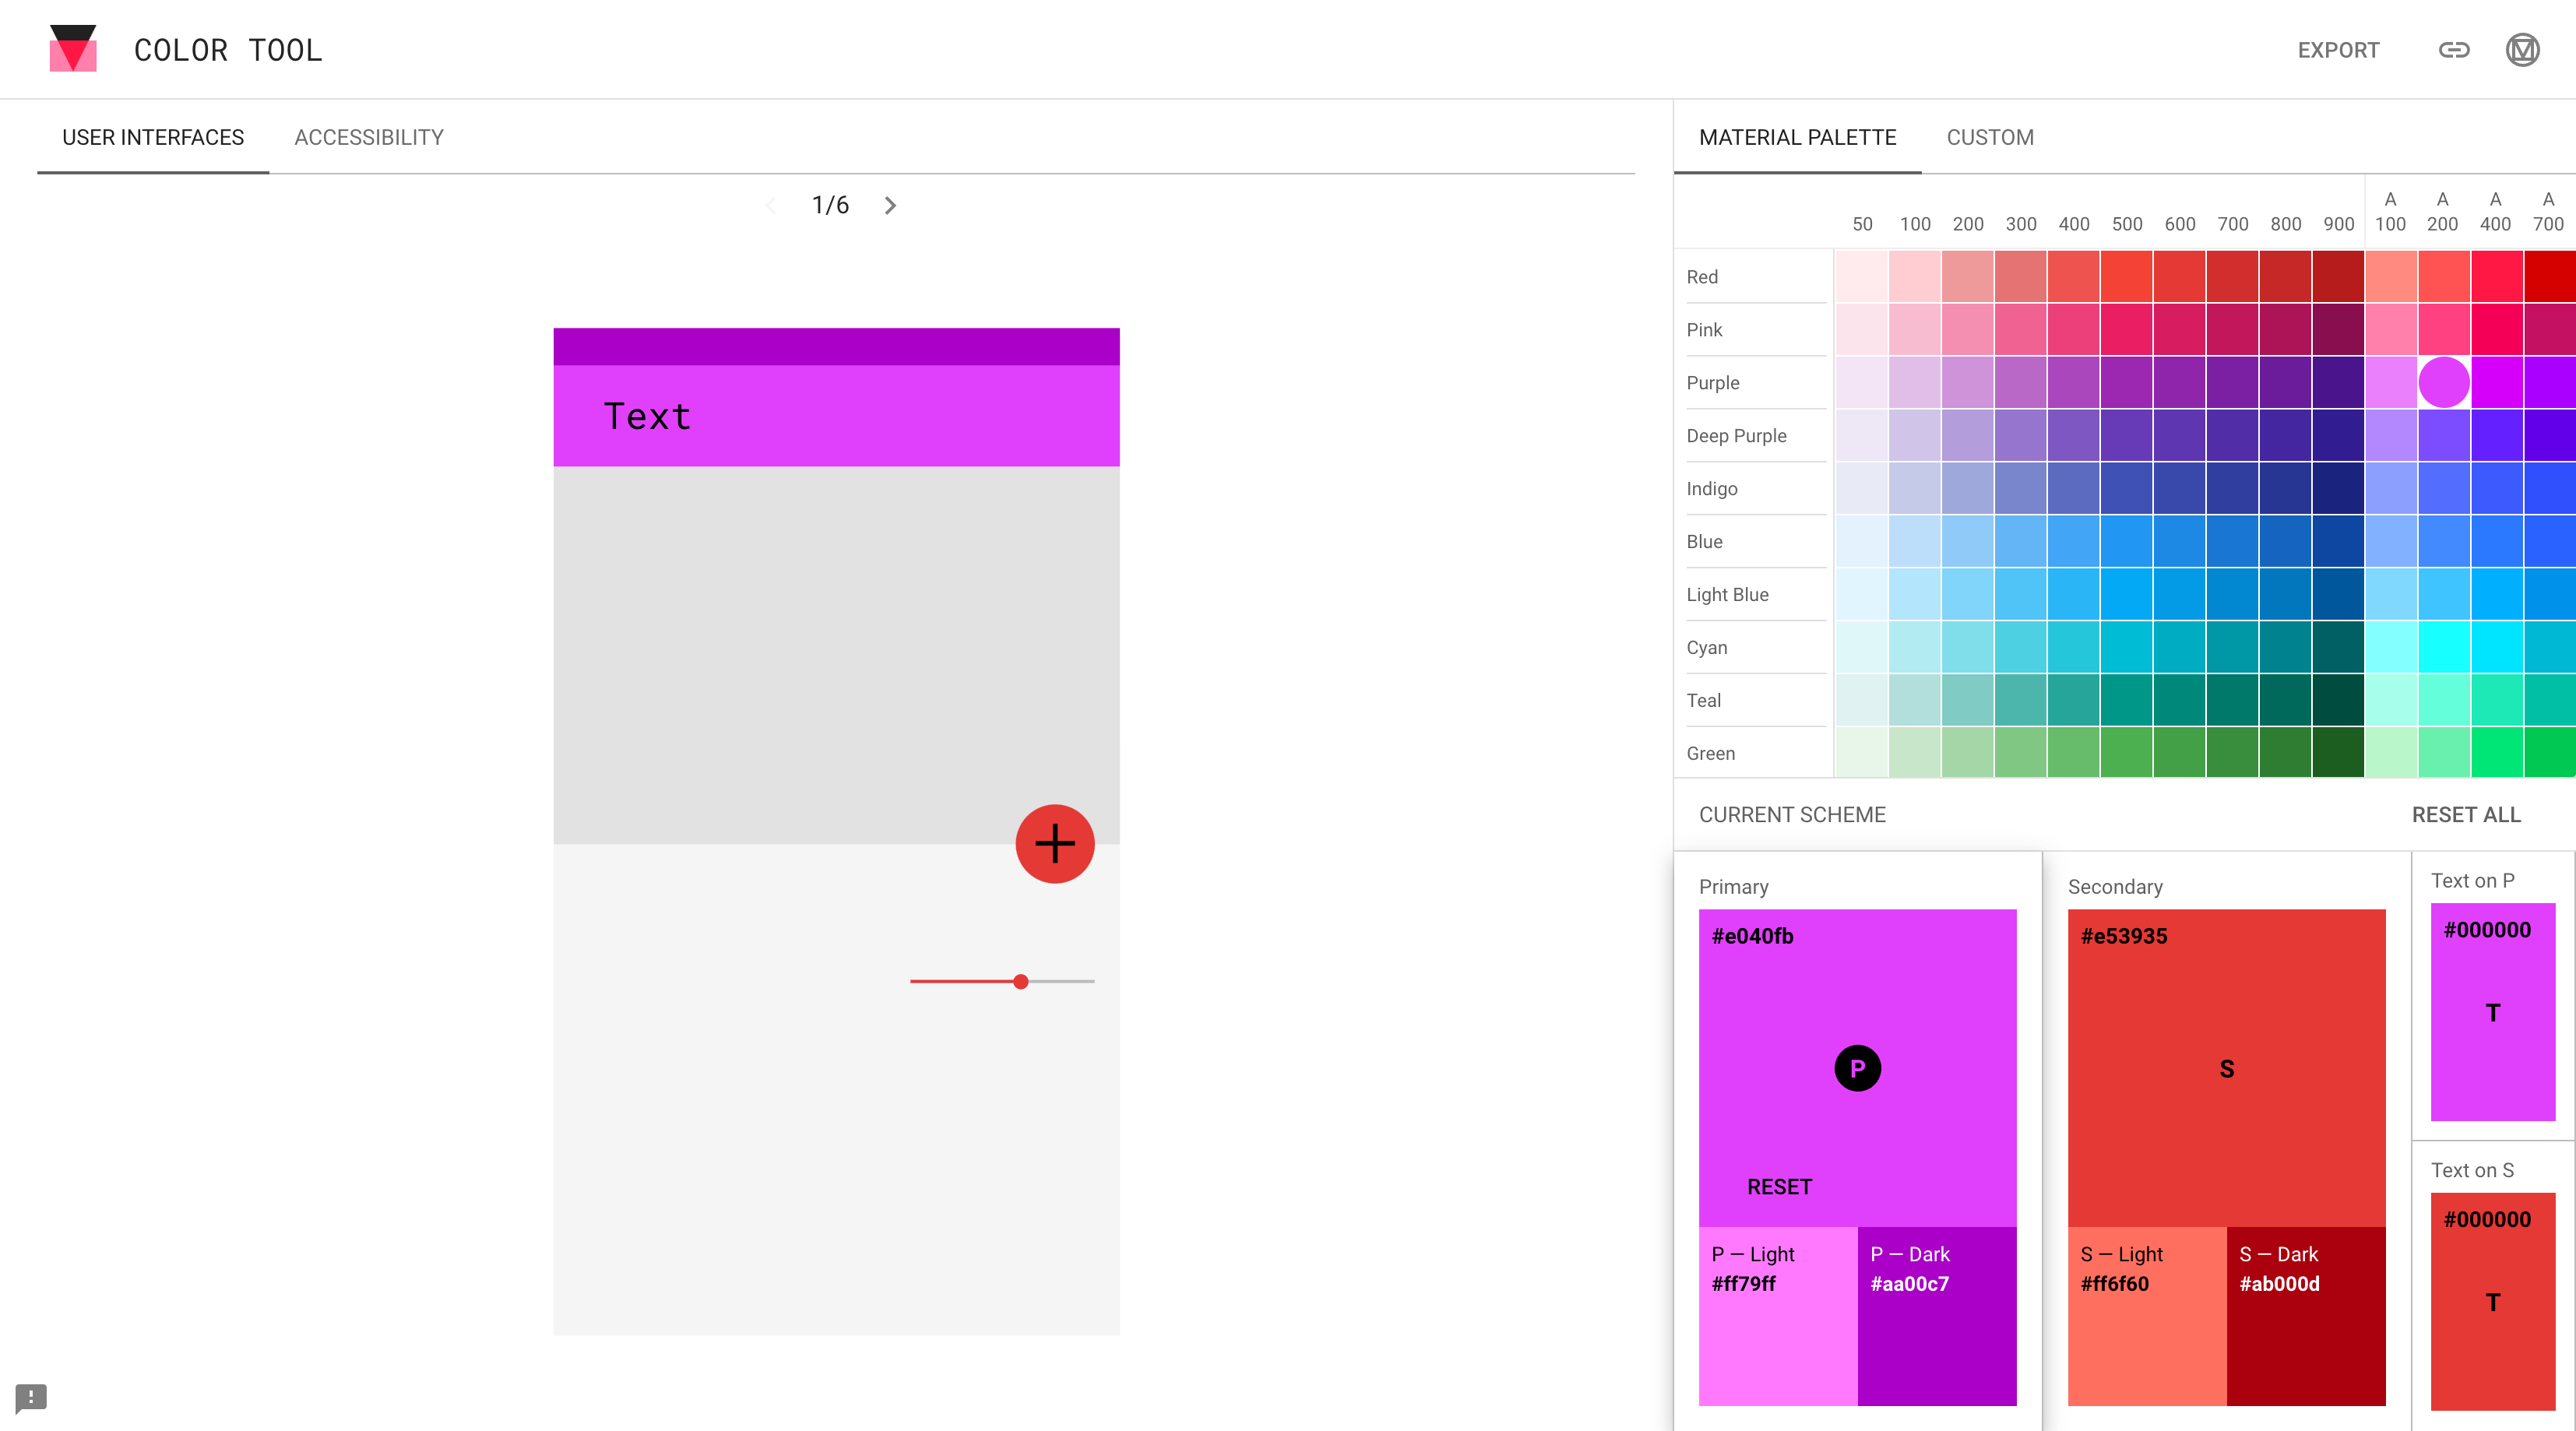 COLOR TOOL
EXPORT
USER INTERFACES
ACCESSIBILITY
1/6
Text
MATERIAL PALETTE
CUSTOM
50 100 200 300 400 500 600 700 800 900 A 100 A 200 A 400 A 700
Red
Pink
Purple
Deep Purple
Indigo
Blue
Light Blue
Cyan
Teal
Green
CURRENT SCHEME
RESET ALL
Primary
#e040fb
P
RESET
P — Light
#ff79ff
P — Dark
#aa00c7
Secondary
#e53935
S
S — Light
#ff6f60
S — Dark
#ab000d
Text on P
#000000
T
Text on S
#000000
T